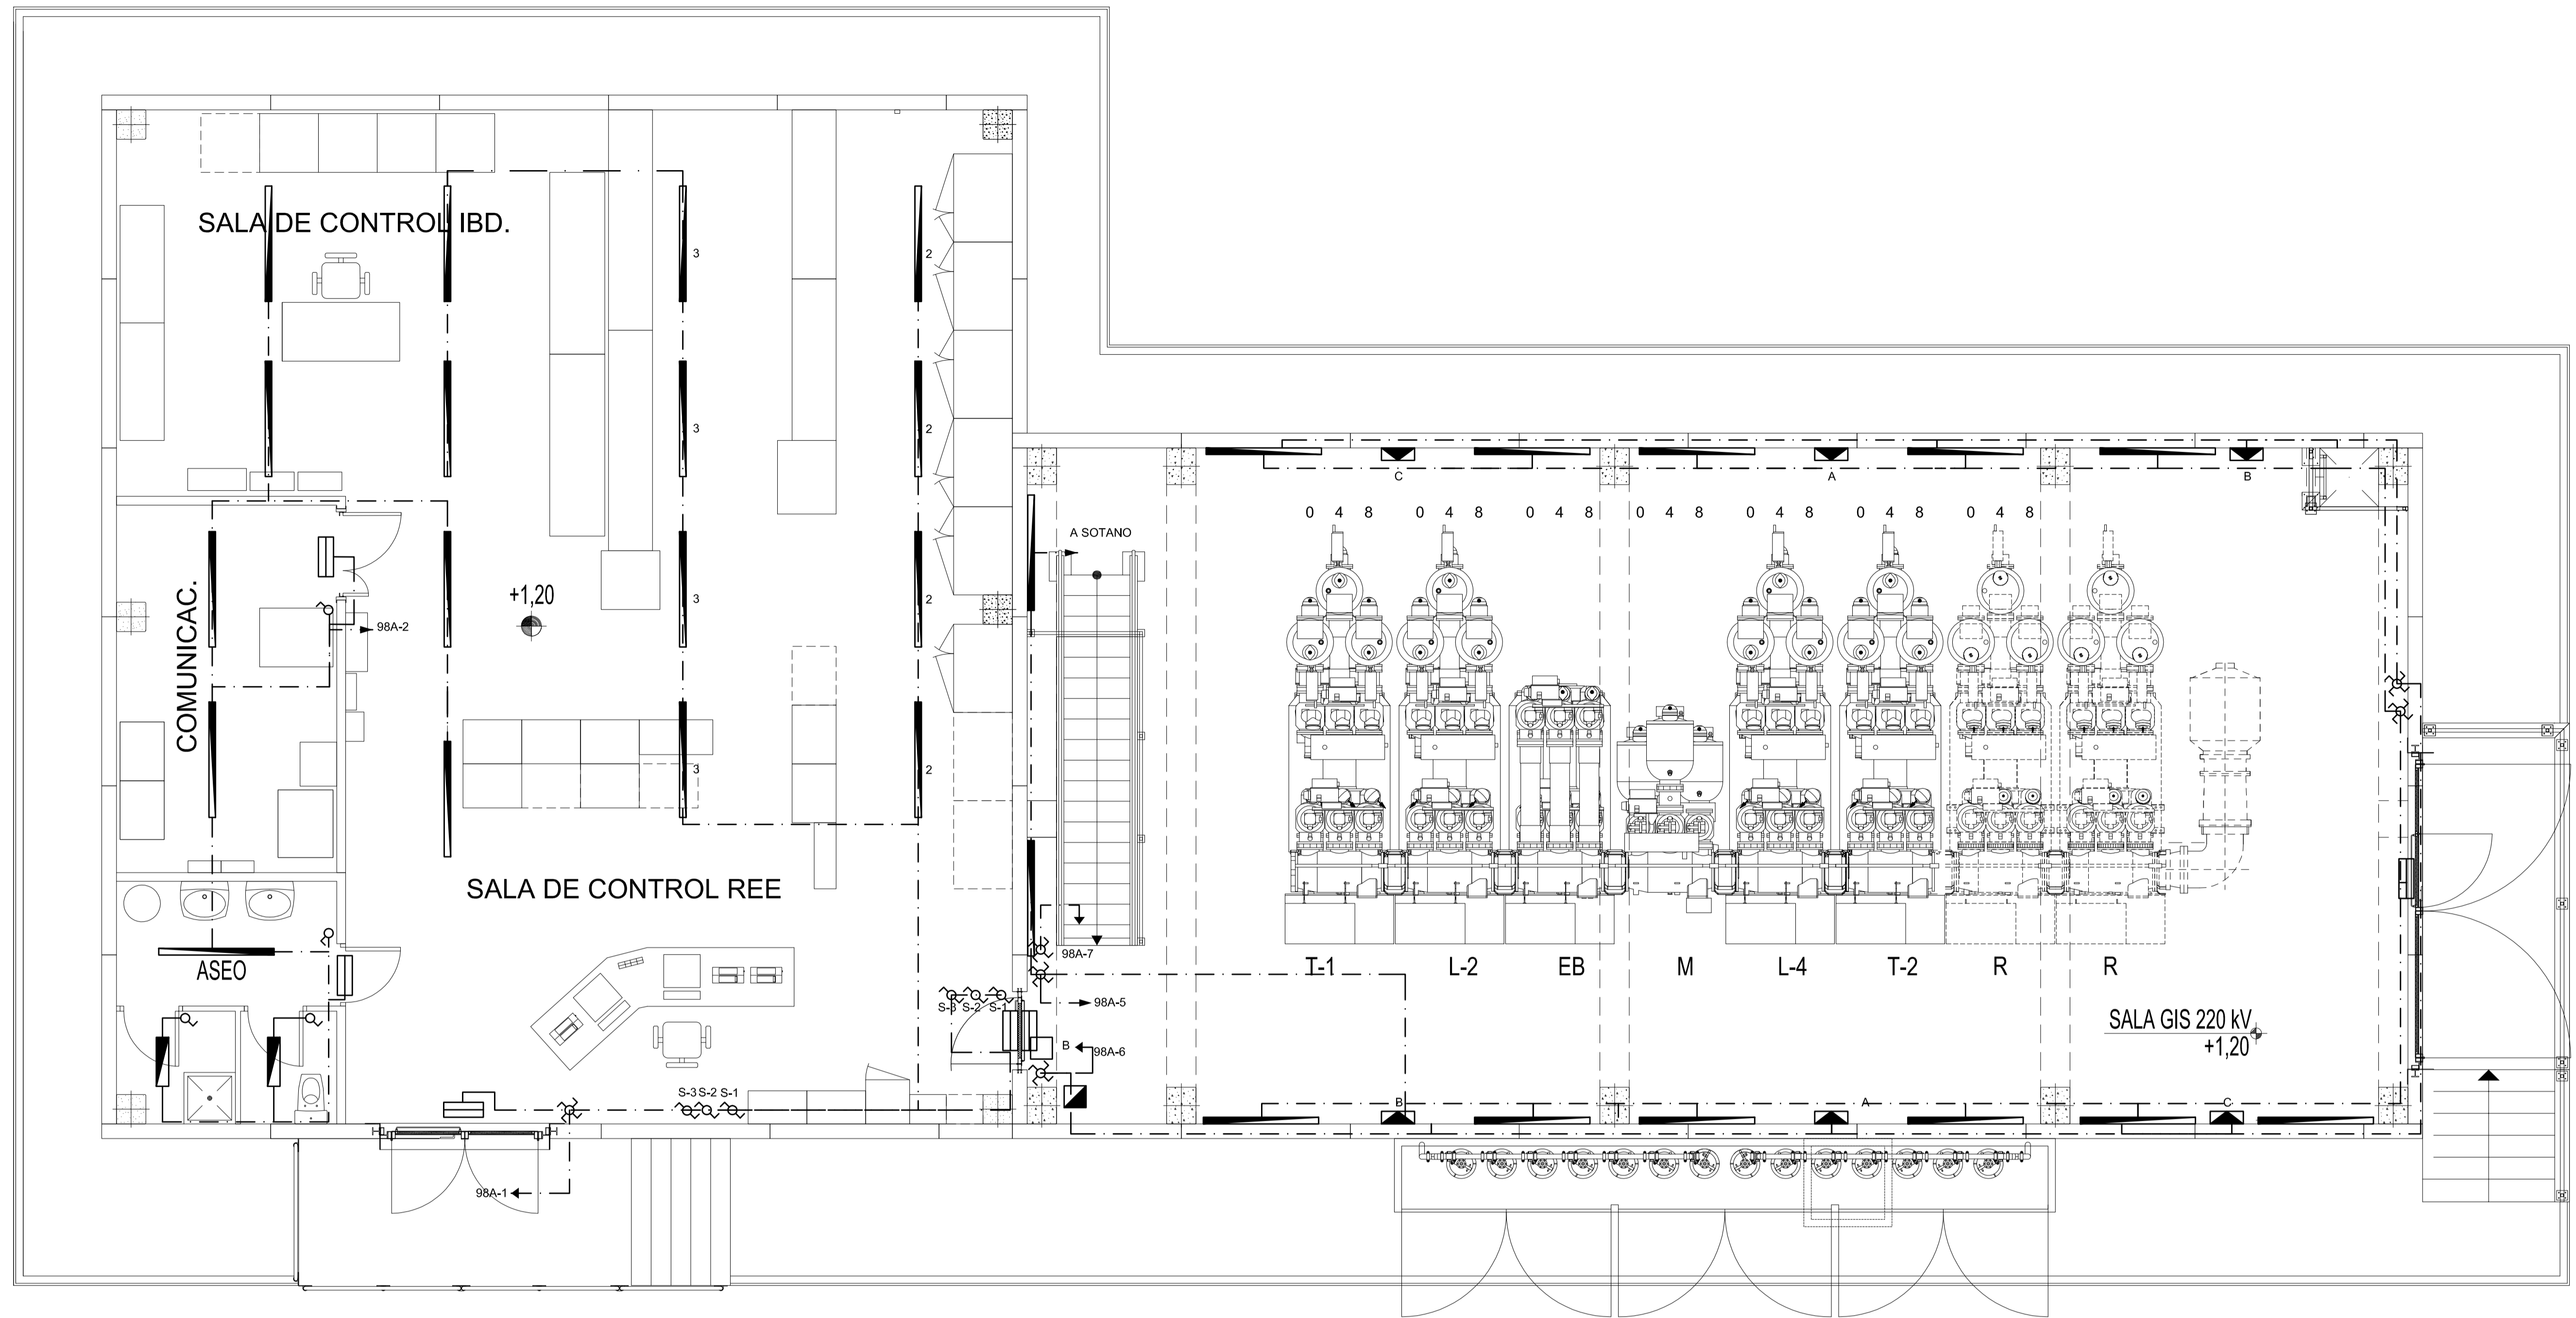 SALA DE CONTROL IBD.
3
2
3
2
3
2
3
2
+1,20
COMUNICAC.
98A-2
SALA DE CONTROL REE
ASEO
S-3 S-2 S-1
S-3 S-2 S-1
98A-1
A SOTANO
98A-7
98A-5
B
98A-6
C
A
B
0 4 8
0 4 8
0 4 8
0 4 8
0 4 8
0 4 8
0 4 8
T-1
L-2
EB
M
L-4
T-2
R
R
SALA GIS 220 kV
+1,20
B
A
C